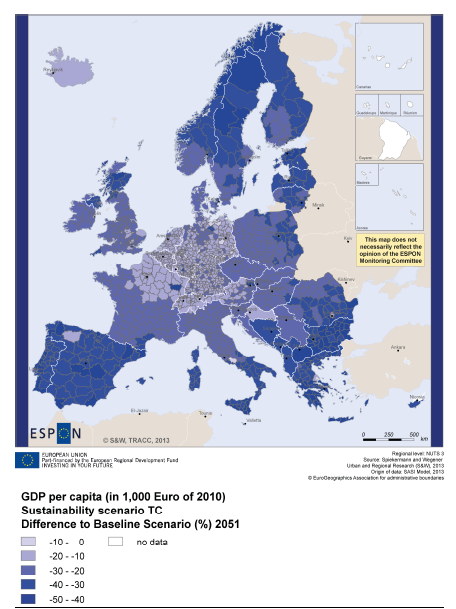 Reykjavik
Canarias
Guadeloupe Martinique Réunion
Guyane
Madeira
Acores
This map does not
necessarily reflect the
opinion of the ESPON
Monitoring Committee
Minsk
Kiev
Kishinev
Ankara
Nicosia
El-Jazair
Tounis
Valletta
ESPON
© S&W, TRACC, 2013
0 250 500 km
EUROPEAN UNION
Part-financed by the European Regional Development Fund
INVESTING IN YOUR FUTURE
Regional level: NUTS 3
Source: Spiekermann and Wegener
Urban and Regional Research (S&W), 2013
Origin of data: SASI Model, 2013
© EuroGeographics Association for administrative boundaries
GDP per capita (in 1,000 Euro of 2010)
Sustainability scenario TC
Difference to Baseline Scenario (%) 2051
-10 - 0 no data
-20 - -10
-30 - -20
-40 - -30
-50 - -40